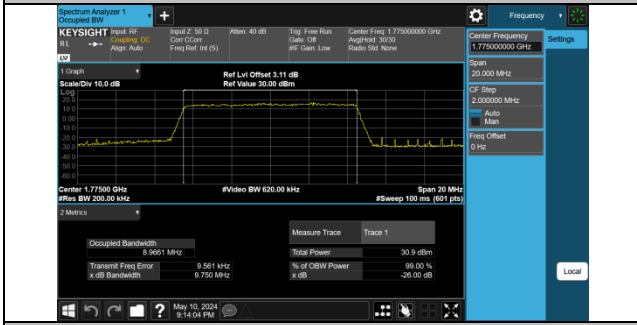 Spectrum Analyzer 1
Occupied BW
+
Frequency
KEYSIGHT
RL
Input: RF
Coupling: DC
Align: Auto
Input Z: 50 Ω
Corr CCorr
Freq Ref: Int (S)
Atten: 40 dB
Trig: Free Run
Gate: Off
#IF Gain: Low
Center Freq: 1.775000000 GHz
Avg|Hold: 30/30
Radio Std: None
Center Frequency
1.775000000 GHz
Settings
Span
20.000 MHz
CF Step
2.000000 MHz
Auto
Man
Freq Offset
0 Hz
1 Graph
Scale/Div 10.0 dB
Ref Lvl Offset 3.11 dB
Ref Value 30.00 dBm
Log
20.0
10.0
0.00
-10.0
-20.0
-30.0
-40.0
-50.0
-60.0
Center 1.77500 GHz
#Video BW 620.00 kHz
Span 20 MHz
#Res BW 200.00 kHz
#Sweep 100 ms (601 pts)
2 Metrics
Measure Trace
Trace 1
Occupied Bandwidth
8.9661 MHz
Total Power
30.9 dBm
Transmit Freq Error
9.561 kHz
% of OBW Power
99.00 %
x dB Bandwidth
9.750 MHz
x dB
-26.00 dB
Local
?
May 10, 2024
9:14:04 PM